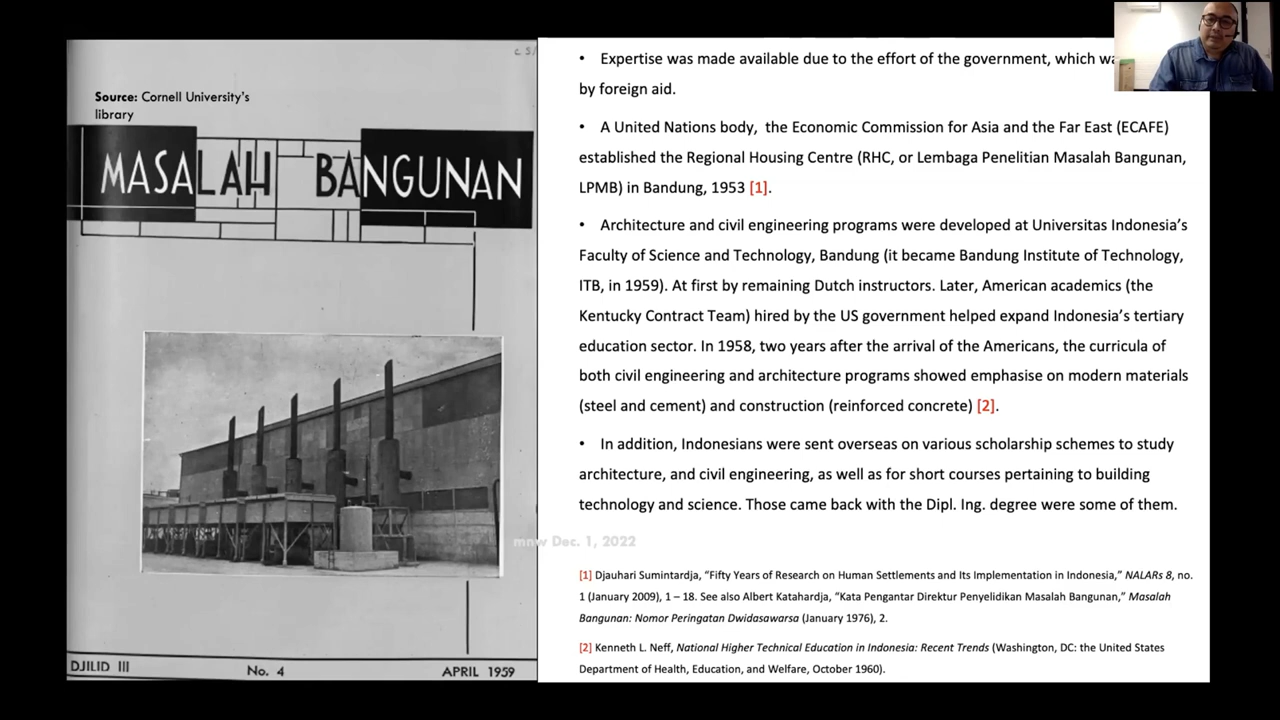 Source: Cornell University's
library
MASALAH BANGUNAN
DJILID III
No. 4
APRIL 1959
• Expertise was made available due to the effort of the government, which
by foreign aid.
• A United Nations body, the Economic Commission for Asia and the Far East (ECAFE)
established the Regional Housing Centre (RHC, or Lembaga Penelitian Masalah Bangunan,
LPMB) in Bandung, 1953 [1].
• Architecture and civil engineering programs were developed at Universitas Indonesia's
Faculty of Science and Technology, Bandung (it became Bandung Institute of Technology,
ITB, in 1959). At first by remaining Dutch instructors. Later, American academics (the
Kentucky Contract Team) hired by the US government helped expand Indonesia's tertiary
education sector. In 1958, two years after the arrival of the Americans, the curricula of
both civil engineering and architecture programs showed emphasise on modern materials
(steel and cement) and construction (reinforced concrete) [2].
• In addition, Indonesians were sent overseas on various scholarship schemes to study
architecture, and civil engineering, as well as for short courses pertaining to building
technology and science. Those came back with the Dipl. Ing. degree were some of them.
mnw Dec. 1, 2022
[1] Djauhari Sumintardja, "Fifty Years of Research on Human Settlements and Its Implementation in Indonesia," NALARs 8, no.
1 (January 2009), 1 – 18. See also Albert Katahardja, "Kata Pengantar Direktur Penyelidikan Masalah Bangunan," Masalah
Bangunan: Nomor Peringatan Dwidasawarsa (January 1976), 2.
[2] Kenneth L. Neff, National Higher Technical Education in Indonesia: Recent Trends (Washington, DC: the United States
Department of Health, Education, and Welfare, October 1960).